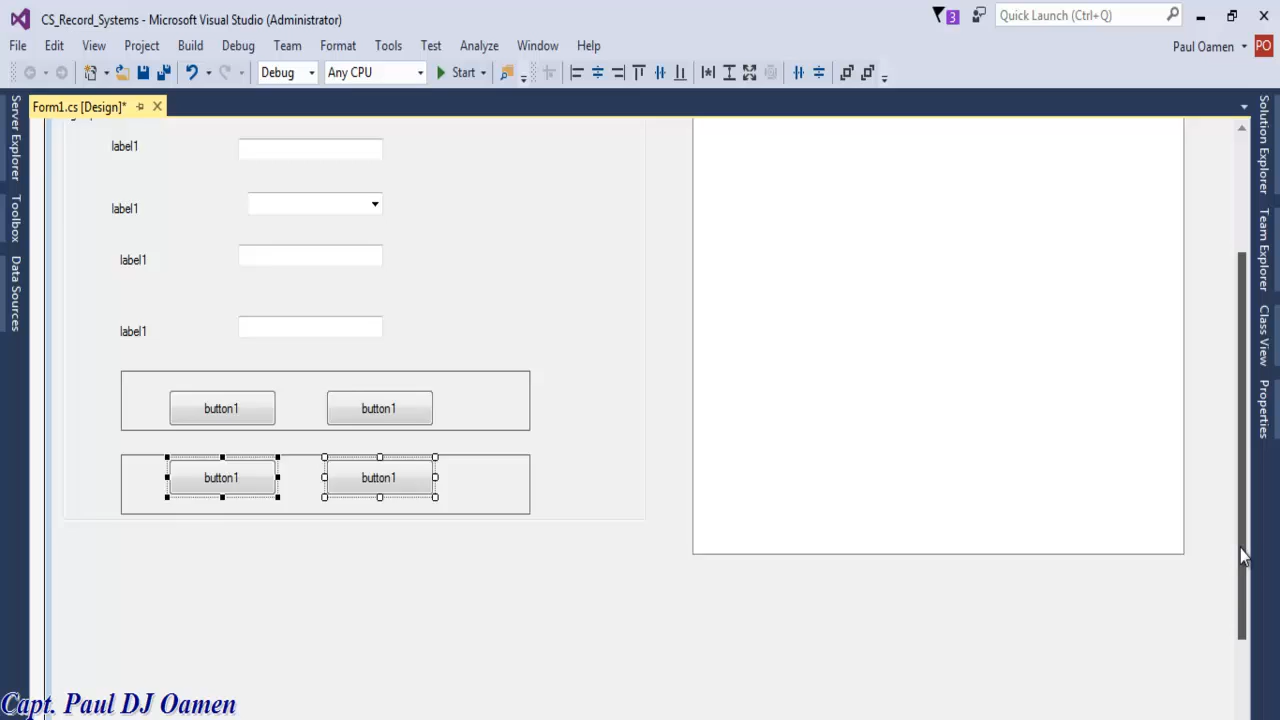 CS_Record_Systems - Microsoft Visual Studio (Administrator)
3
Quick Launch (Ctrl+Q)
File Edit View Project Build Debug Team Format Tools Test Analyze Window Help
Paul Oamen PO
Debug Any CPU Start
Form1.cs [Design]*
Server Explorer
Toolbox
Data Sources
label1
label1
label1
label1
button1 button1
button1 button1
Solution Explorer
Team Explorer
Class View
Properties
Capt. Paul DJ Oamen